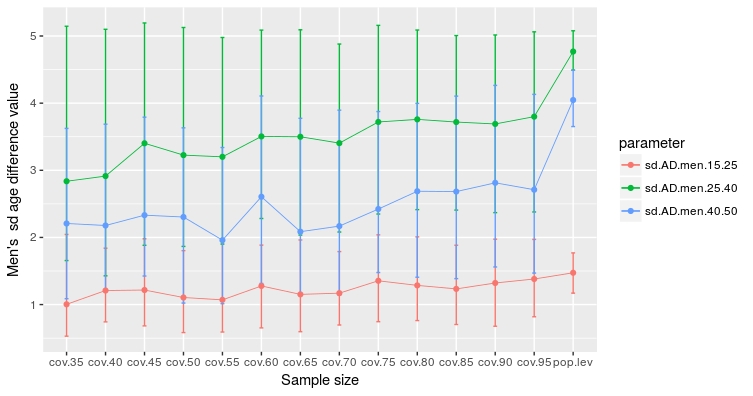 Men's  sd age difference value
5
4
3
2
1
cov.35 cov.40 cov.45 cov.50 cov.55 cov.60 cov.65 cov.70 cov.75 cov.80 cov.85 cov.90 cov.95 pop.lev
Sample size
parameter
sd.AD.men.15.25
sd.AD.men.25.40
sd.AD.men.40.50